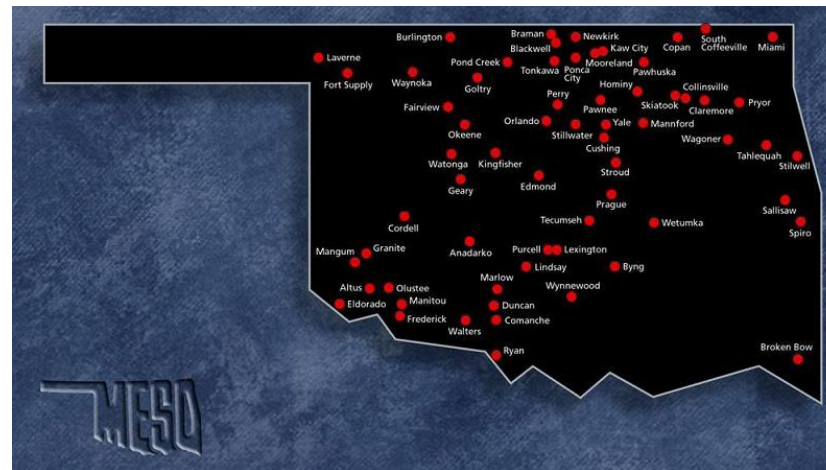 South
Coffeeville
Braman
Newkirk
Burlington
Blackwell
Kaw City
Copan
Miami
Laverne
Pond Creek
Tonkawa
Ponca
City
Mooreland
Pawhuska
Fort Supply
Waynoka
Goltry
Hominy
Collinsville
Skiatook
Claremore
Pryor
Perry
Pawnee
Fairview
Orlando
Stillwater
Yale
Mannford
Okeene
Cushing
Wagoner
Tahlequah
Stilwell
Watonga
Kingfisher
Stroud
Geary
Edmond
Prague
Sallisaw
Spiro
Cordell
Tecumseh
Wetumka
Mangum
Granite
Anadarko
Purcell
Lexington
Lindsay
Byng
Marlow
Wynnewood
Altus
Olustee
Eldorado
Manitou
Duncan
Frederick
Walters
Comanche
Ryan
Broken Bow
MESO